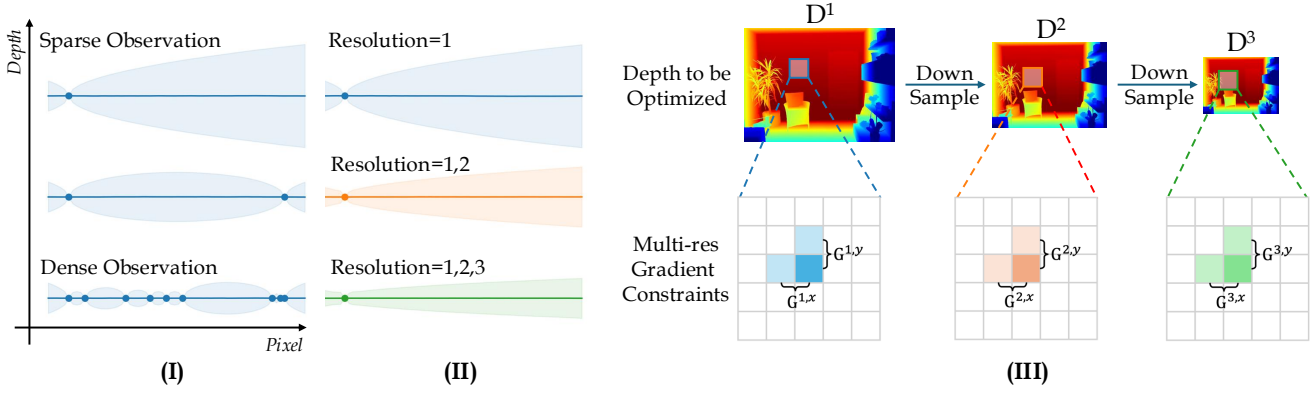 Depth
Sparse Observation
Dense Observation
Pixel
(I)
Resolution=1
Resolution=1,2
Resolution=1,2,3
(II)
Depth to be
Optimized
D¹
Down
Sample
D²
Down
Sample
D³
Multi-res
Gradient
Constraints
G¹,ʸ
G¹,ˣ
G²,ʸ
G²,ˣ
G³,ʸ
G³,ˣ
(III)